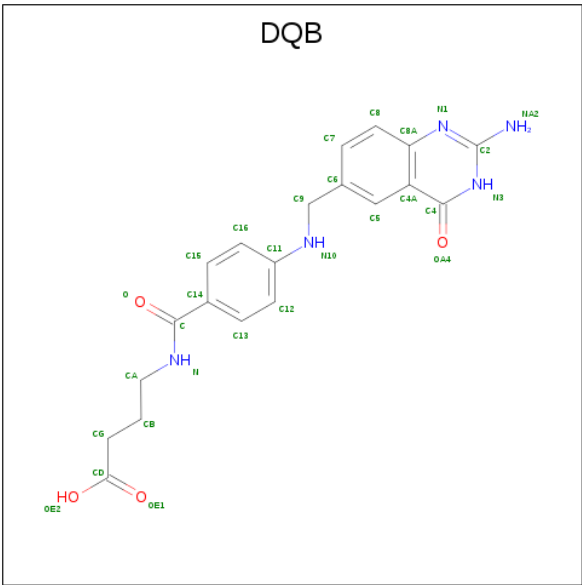 DQB
C8 N1 NA2
NH₂
N
C7 C8A C2
C6 NH N3
C9 C4A C4
C5
C16 C11 NH O
N10 OA4
C15
O C14 C12
O C C13
NH N
CA
CB
CG
CD
HO O
OE2 OE1